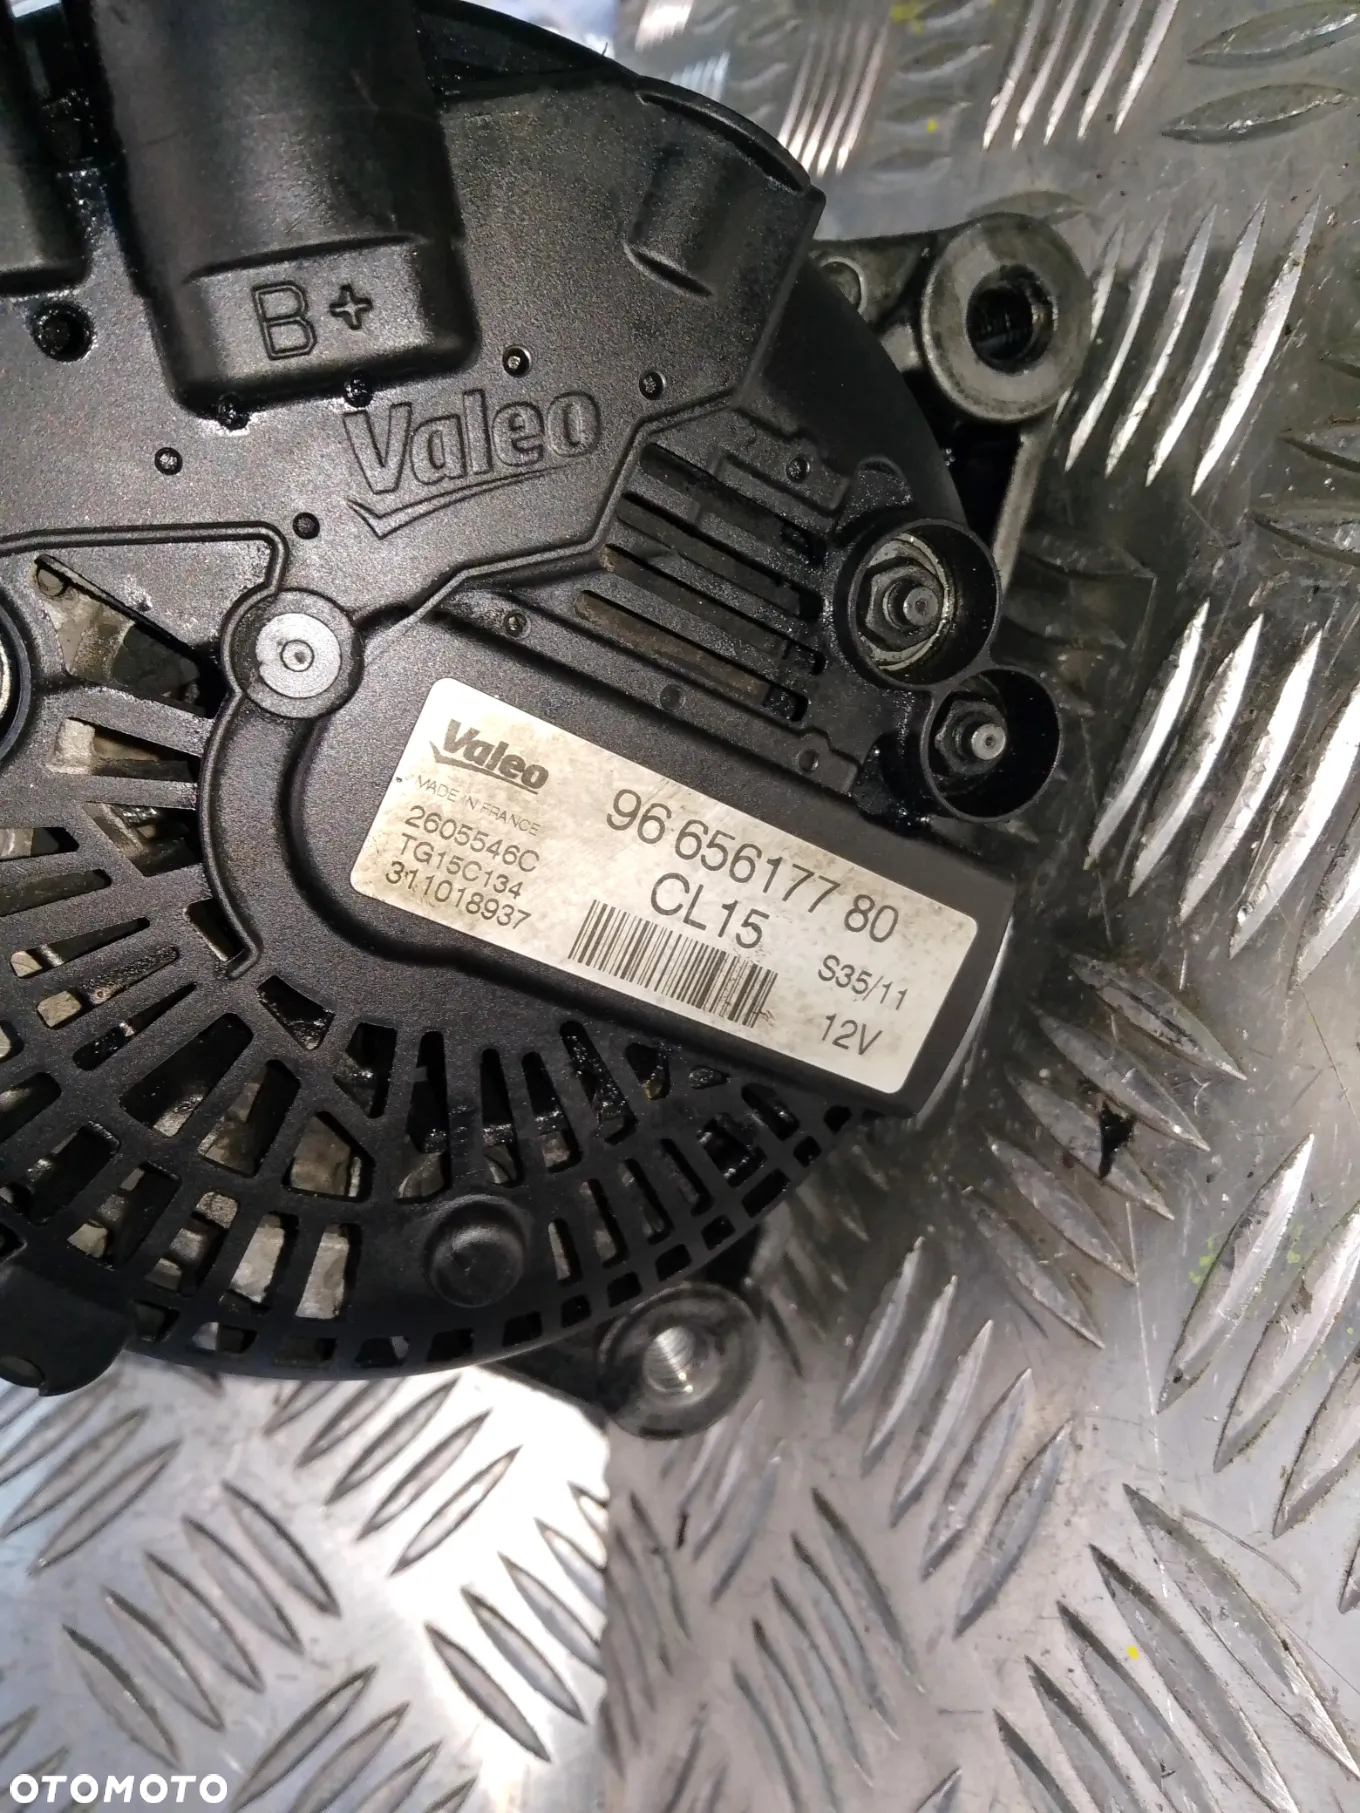 B+
Valeo
Valeo
MADE IN FRANCE
2605546C
TG15C134
311018937
96 656177 80
CL15
S35/11
12V
OTOMOTO